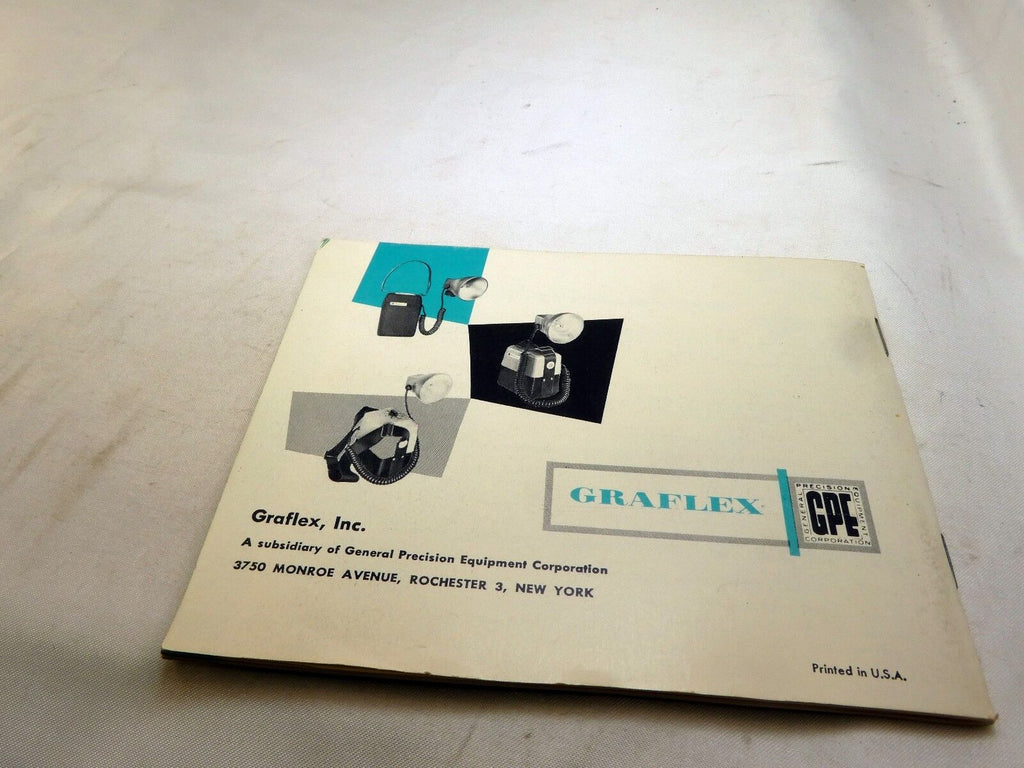 GRAFLEX
GENERAL PRECISION EQUIPMENT CORPORATION
GPE
Graflex, Inc.
A subsidiary of General Precision Equipment Corporation
3750 MONROE AVENUE, ROCHESTER 3, NEW YORK
Printed in U.S.A.